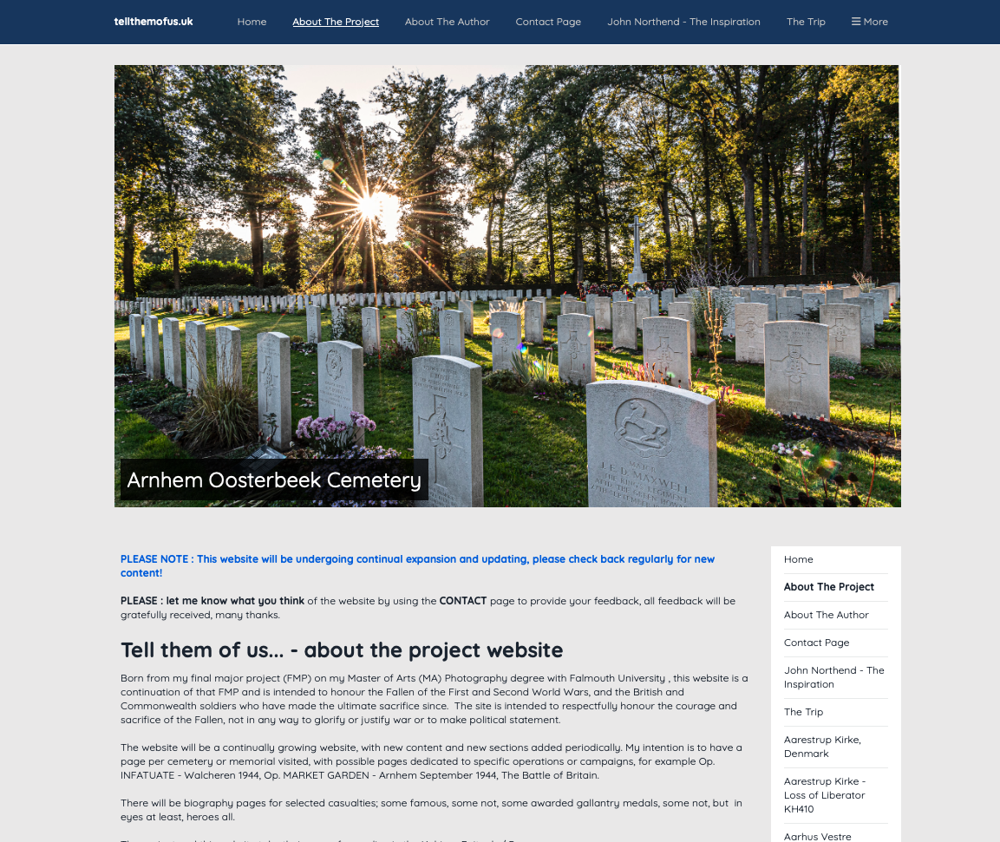 tellthemofus.uk
Home
About The Project
About The Author
Contact Page
John Northend - The Inspiration
The Trip
More
MAJOR
J. E. D. MAXWELL
THE KING'S REGIMENT
Arnhem Oosterbeek Cemetery
PLEASE NOTE : This website will be undergoing continual expansion and updating, please check back regularly for new
content!
PLEASE : let me know what you think of the website by using the CONTACT page to provide your feedback, all feedback will be
gratefully received, many thanks.
Tell them of us... - about the project website
Born from my final major project (FMP) on my Master of Arts (MA) Photography degree with Falmouth University , this website is a
continuation of that FMP and is intended to honour the Fallen of the First and Second World Wars, and the British and
Commonwealth soldiers who have made the ultimate sacrifice since.  The site is intended to respectfully honour the courage and
sacrifice of the Fallen, not in any way to glorify or justify war or to make political statement.
The website will be a continually growing website, with new content and new sections added periodically. My intention is to have a
page per cemetery or memorial visited, with possible pages dedicated to specific operations or campaigns, for example Op.
INFATUATE - Walcheren 1944, Op. MARKET GARDEN - Arnhem September 1944, The Battle of Britain.
There will be biography pages for selected casualties; some famous, some not, some awarded gallantry medals, some not, but  in
eyes at least, heroes all.
Home
About The Project
About The Author
Contact Page
John Northend - The
Inspiration
The Trip
Aarestrup Kirke,
Denmark
Aarestrup Kirke -
Loss of Liberator
KH410
Aarhus Vestre